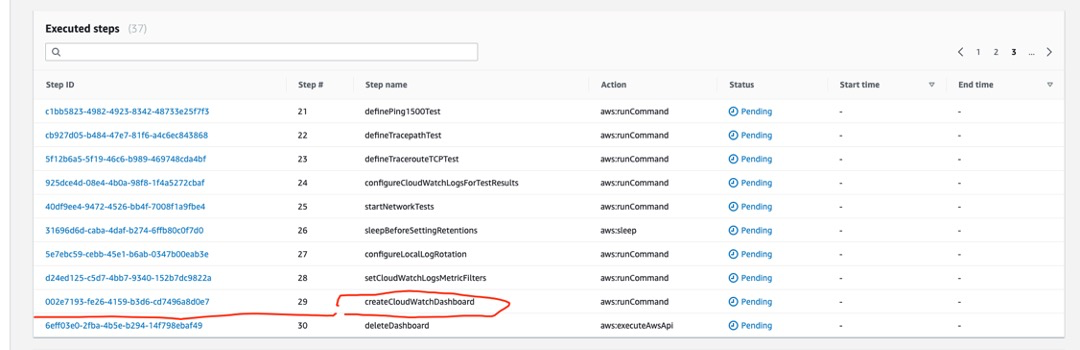 Executed steps (37)
1 2 3 ...
Step ID Step # Step name Action Status Start time End time
c1bb5823-4982-4923-8342-48733e25f7f3 21 definePing1500Test aws:runCommand Pending - -
cb927d05-b484-47e7-81f6-a4c6ec843868 22 defineTracepathTest aws:runCommand Pending - -
5f12b6a5-5f19-46c6-b989-469748cda4bf 23 defineTracerouteTCPTest aws:runCommand Pending - -
925dce4d-08e4-4b0a-98f8-1f4a5272cbaf 24 configureCloudWatchLogsForTestResults aws:runCommand Pending - -
40df9ee4-9472-4526-bb4f-7008f1a9fbe4 25 startNetworkTests aws:runCommand Pending - -
31696d6d-caba-4daf-b274-6ffb80c0f7d0 26 sleepBeforeSettingRetentions aws:sleep Pending - -
5e7ebc59-cebb-45e1-b6ab-0347b00eab3e 27 configureLocalLogRotation aws:runCommand Pending - -
d24ed125-c5d7-4bb7-9340-152b7dc9822a 28 setCloudWatchLogsMetricFilters aws:runCommand Pending - -
002e7193-fe26-4159-b3d6-cd7496a8d0e7 29 createCloudWatchDashboard aws:runCommand Pending - -
6eff03e0-2fba-4b5e-b294-14f798ebaf49 30 deleteDashboard aws:executeAwsApi Pending - -